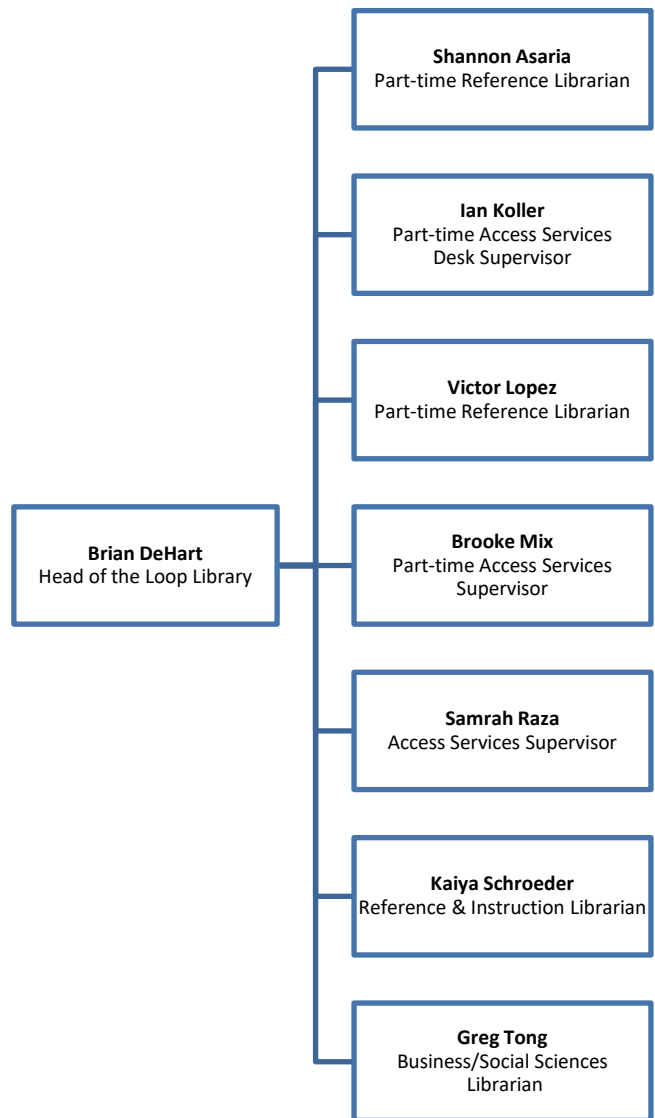 Shannon Asaria
Part-time Reference Librarian
Ian Koller
Part-time Access Services
Desk Supervisor
Victor Lopez
Part-time Reference Librarian
Brian DeHart
Head of the Loop Library
Brooke Mix
Part-time Access Services
Supervisor
Samrah Raza
Access Services Supervisor
Kaiya Schroeder
Reference & Instruction Librarian
Greg Tong
Business/Social Sciences
Librarian